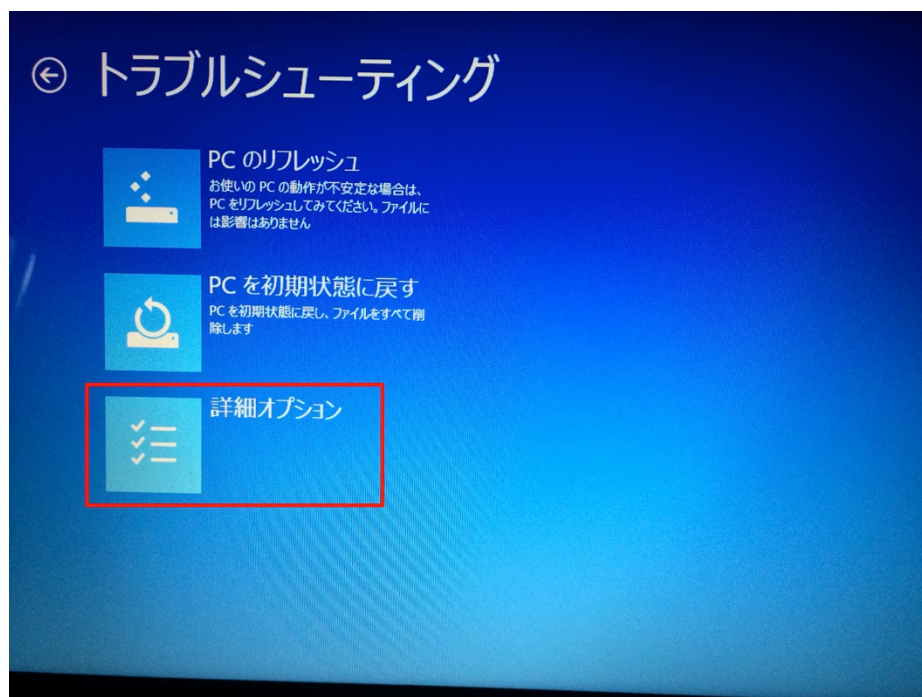 トラブルシューティング
PC のリフレッシュ
お使いの PC の動作が不安定な場合は、
PC をリフレッシュしてみてください。ファイルに
は影響はありません
PC を初期状態に戻す
PC を初期状態に戻し、ファイルをすべて削
除します
詳細オプション